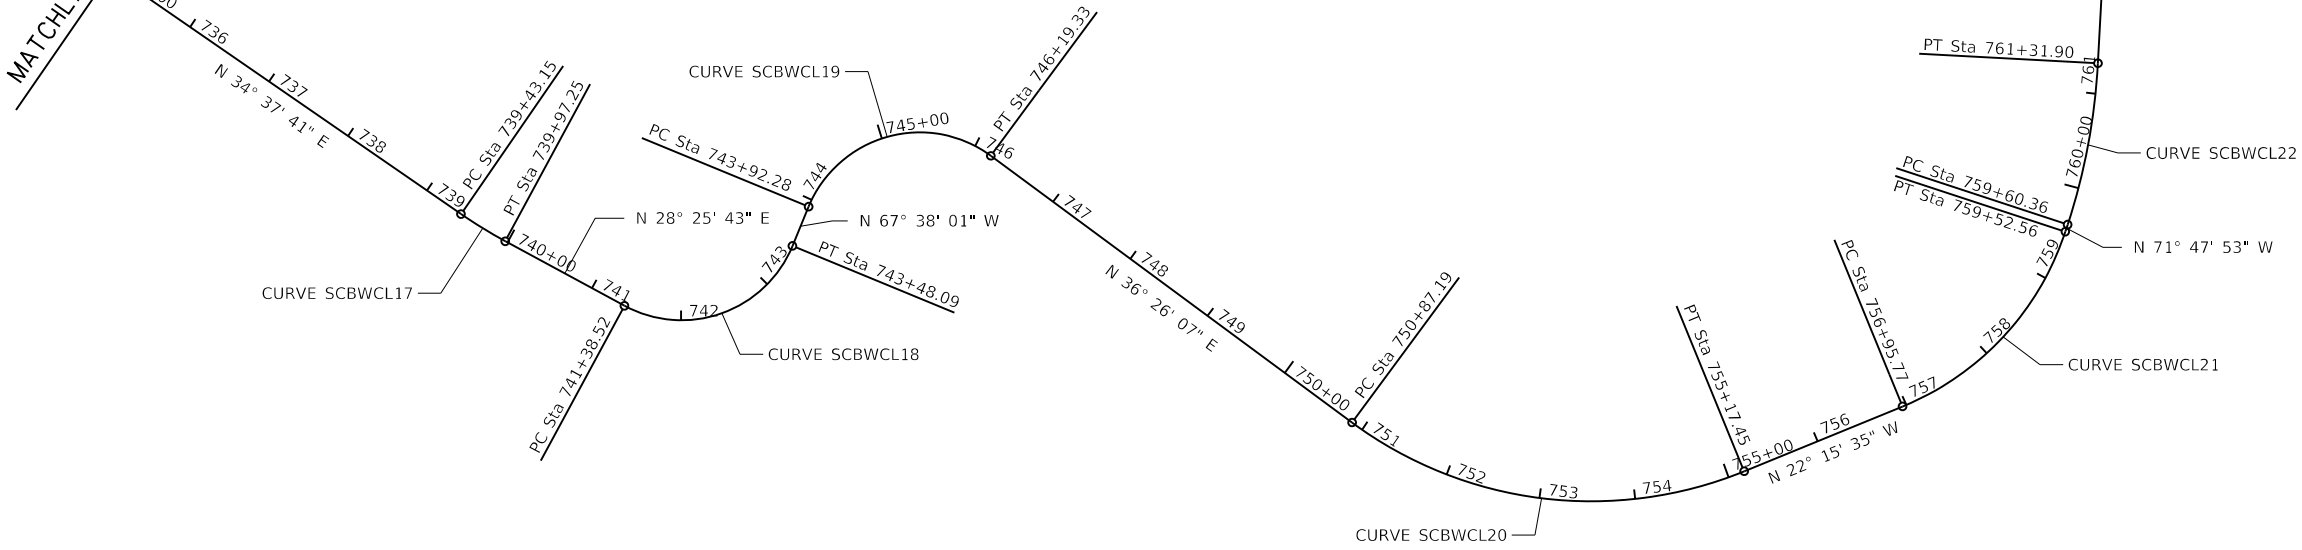 MATCHL
736
N 34° 37' 41" E
737
738
739
PC Sta 739+43.15
PT Sta 739+97.25
CURVE SCBWCL17
740+00
N 28° 25' 43" E
741
PC Sta 741+38.52
742
CURVE SCBWCL18
743
PT Sta 743+48.09
N 67° 38' 01" W
PC Sta 743+92.28
744
CURVE SCBWCL19
745+00
746
PT Sta 746+19.33
747
748
N 36° 26' 07" E
749
750+00
PC Sta 750+87.19
751
752
753
CURVE SCBWCL20
754
755+00
PT Sta 755+17.45
756
N 22° 15' 35" W
PC Sta 756+95.77
757
758
CURVE SCBWCL21
759
PT Sta 759+52.56
N 71° 47' 53" W
PC Sta 759+60.36
760+00
CURVE SCBWCL22
761
PT Sta 761+31.90